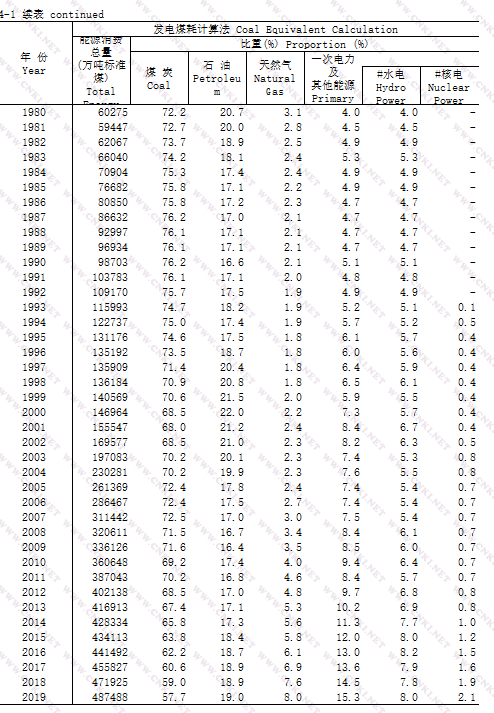 4-1 续表 continued
发电煤耗计算法 Coal Equivalent Calculation
年 份
Year
能源消费
总量
(万吨标准
煤)
Total
Energy
比重(%) Proportion (%)
煤 炭
Coal
石 油
Petroleu
m
天然气
Natural
Gas
一次电力
及
其他能源
Primary
#水电
Hydro
Power
#核电
Nuclear
Power
1980 60275 72.2 20.7 3.1 4.0 4.0 -
1981 59447 72.7 20.0 2.8 4.5 4.5 -
1982 62067 73.7 18.9 2.5 4.9 4.9 -
1983 66040 74.2 18.1 2.4 5.3 5.3 -
1984 70904 75.3 17.4 2.4 4.9 4.9 -
1985 76682 75.8 17.1 2.2 4.9 4.9 -
1986 80850 75.8 17.2 2.3 4.7 4.7 -
1987 86632 76.2 17.0 2.1 4.7 4.7 -
1988 92997 76.1 17.1 2.1 4.7 4.7 -
1989 96934 76.1 17.1 2.1 4.7 4.7 -
1990 98703 76.2 16.6 2.1 5.1 5.1 -
1991 103783 76.1 17.1 2.0 4.8 4.8 -
1992 109170 75.7 17.5 1.9 4.9 4.9 -
1993 115993 74.7 18.2 1.9 5.2 5.1 0.1
1994 122737 75.0 17.4 1.9 5.7 5.2 0.5
1995 131176 74.6 17.5 1.8 6.1 5.7 0.4
1996 135192 73.5 18.7 1.8 6.0 5.6 0.4
1997 135909 71.4 20.4 1.8 6.4 5.9 0.4
1998 136184 70.9 20.8 1.8 6.5 6.1 0.4
1999 140569 70.6 21.5 2.0 5.9 5.5 0.4
2000 146964 68.5 22.0 2.2 7.3 5.7 0.4
2001 155547 68.0 21.2 2.4 8.4 6.7 0.4
2002 169577 68.5 21.0 2.3 8.2 6.3 0.5
2003 197083 70.2 20.1 2.3 7.4 5.3 0.8
2004 230281 70.2 19.9 2.3 7.6 5.5 0.8
2005 261369 72.4 17.8 2.4 7.4 5.4 0.7
2006 286467 72.4 17.5 2.7 7.4 5.4 0.7
2007 311442 72.5 17.0 3.0 7.5 5.4 0.7
2008 320611 71.5 16.7 3.4 8.4 6.1 0.7
2009 336126 71.6 16.4 3.5 8.5 6.0 0.7
2010 360648 69.2 17.4 4.0 9.4 6.4 0.7
2011 387043 70.2 16.8 4.6 8.4 5.7 0.7
2012 402138 68.5 17.0 4.8 9.7 6.8 0.8
2013 416913 67.4 17.1 5.3 10.2 6.9 0.8
2014 428334 65.8 17.3 5.6 11.3 7.7 1.0
2015 434113 63.8 18.4 5.8 12.0 8.0 1.2
2016 441492 62.2 18.7 6.1 13.0 8.2 1.5
2017 455827 60.6 18.9 6.9 13.6 7.9 1.6
2018 471925 59.0 18.9 7.6 14.5 7.8 1.9
2019 487488 57.7 19.0 8.0 15.3 8.0 2.1